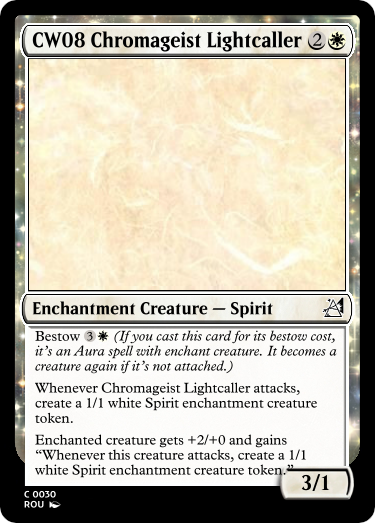 CW08 Chromageist Lightcaller 2
Enchantment Creature — Spirit
Bestow 3 (If you cast this card for its bestow cost,
it's an Aura spell with enchant creature. It becomes a
creature again if it's not attached.)
Whenever Chromageist Lightcaller attacks,
create a 1/1 white Spirit enchantment creature
token.
Enchanted creature gets +2/+0 and gains
“Whenever this creature attacks, create a 1/1
white Spirit enchantment creature token.”
3/1
C 0030
ROU